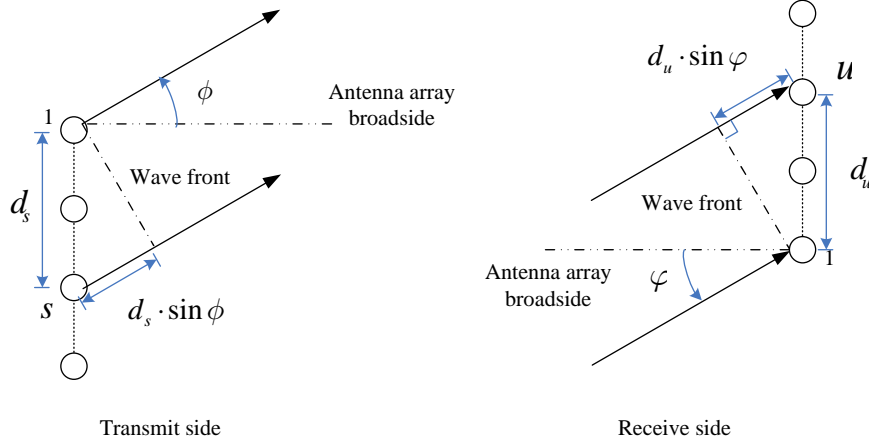 ϕ
Antenna array
broadside
1
Wave front
d_s
s
d_s · sin ϕ
Transmit side
d_u · sin φ
u
d_u
Wave front
1
Antenna array
broadside
φ
Receive side